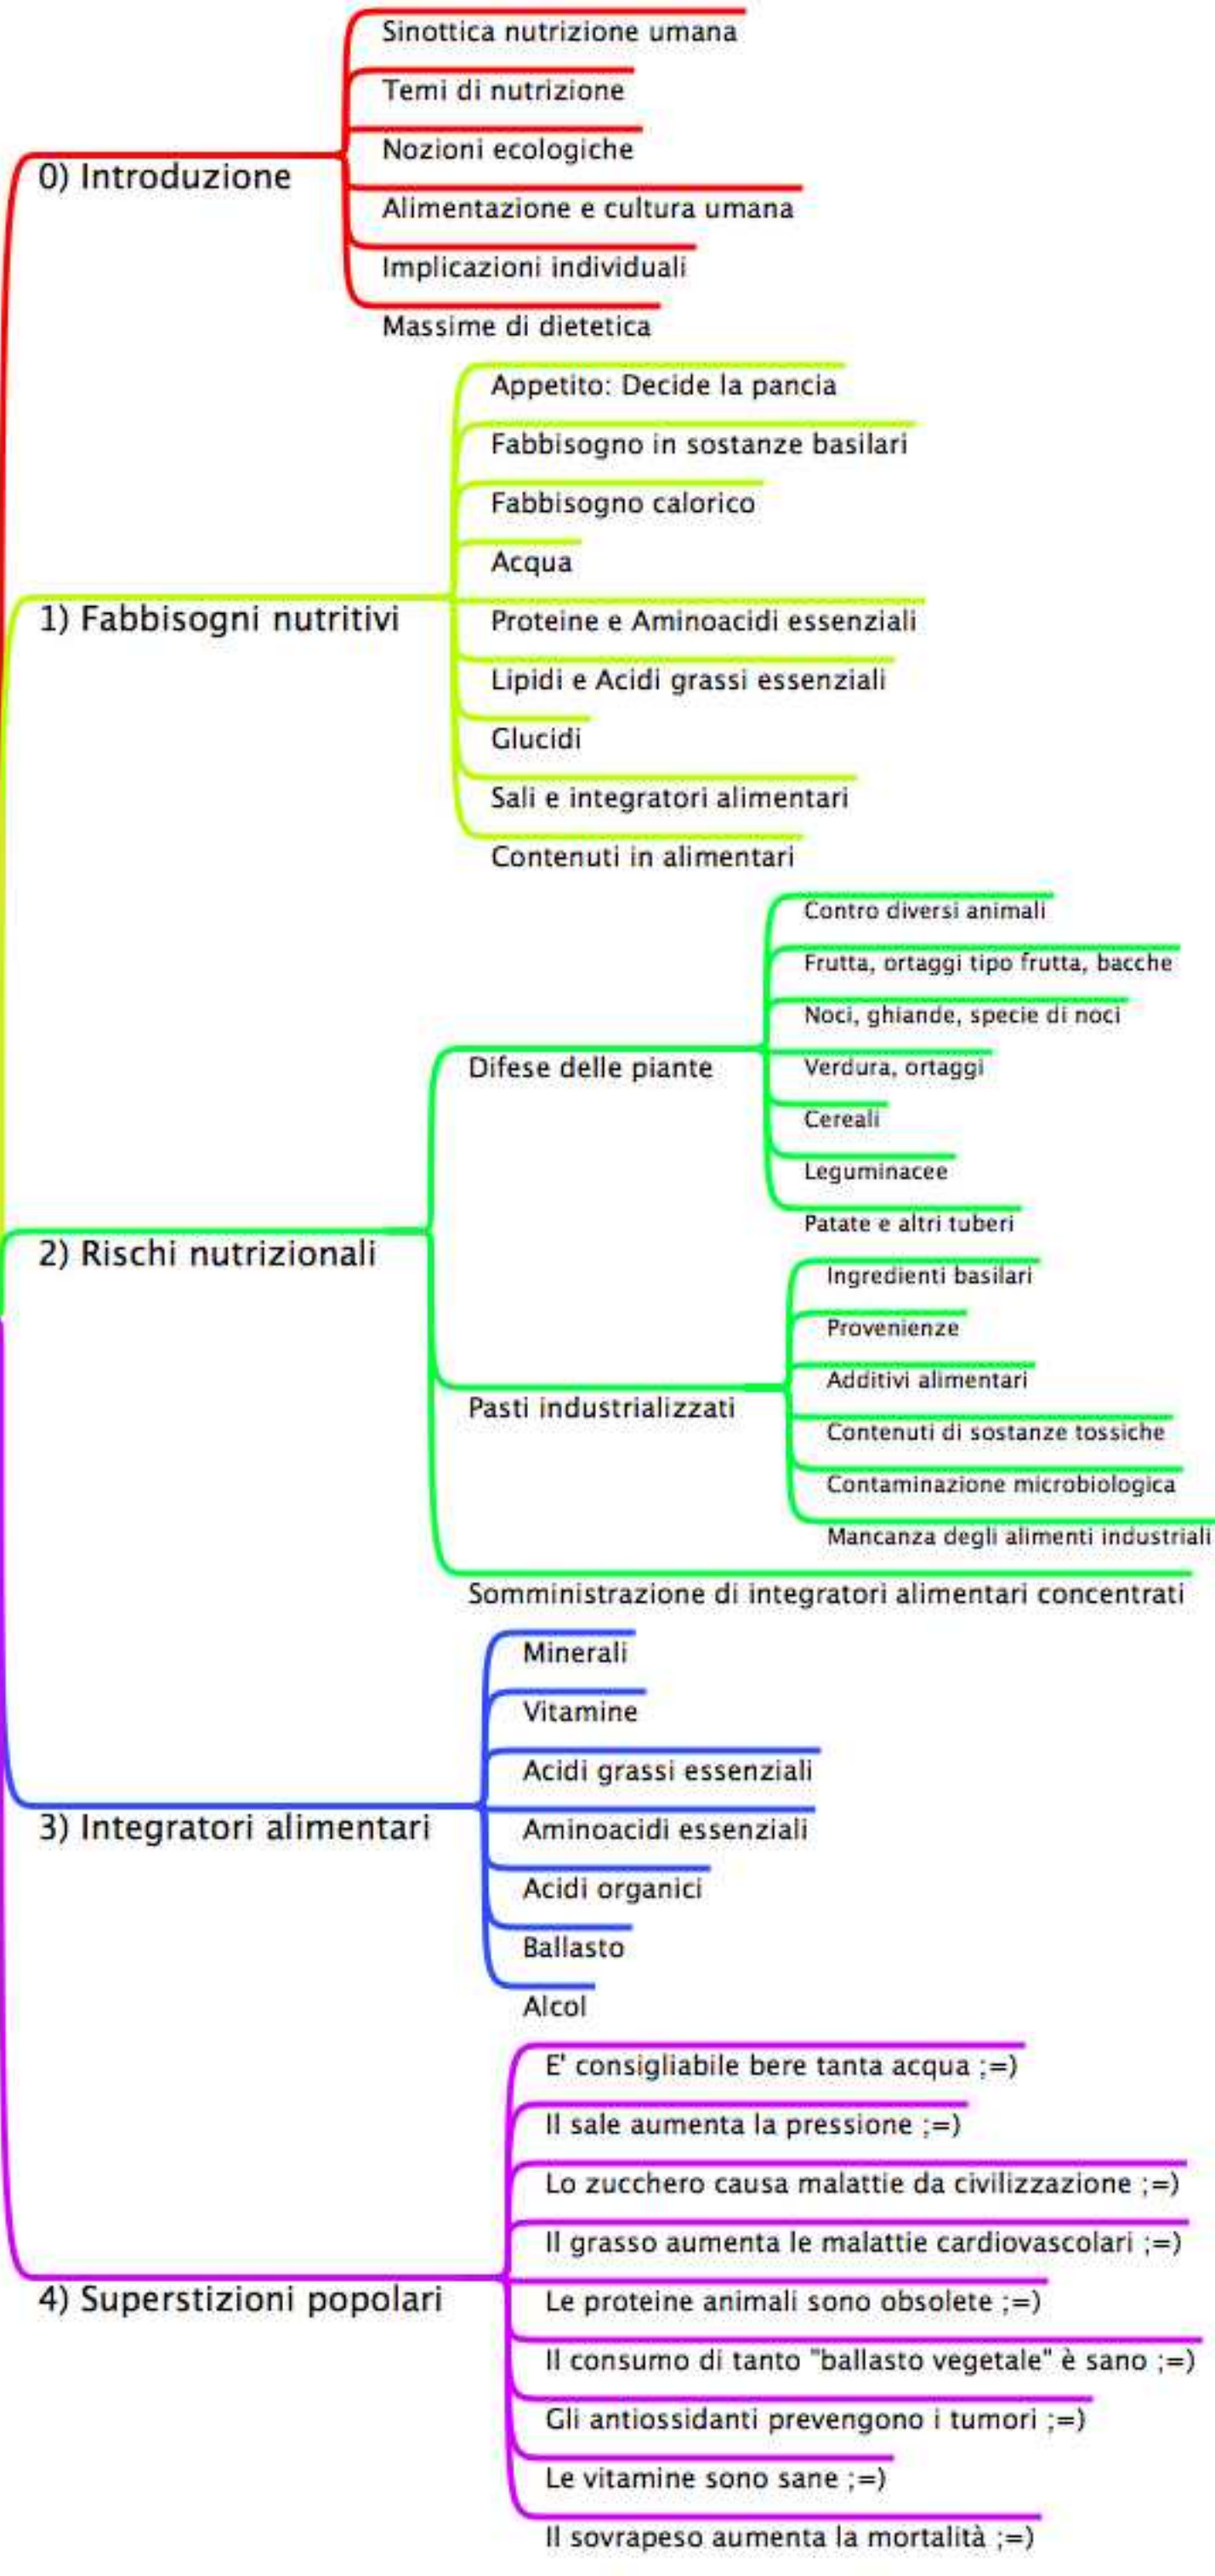 0) Introduzione
Sinottica nutrizione umana
Temi di nutrizione
Nozioni ecologiche
Alimentazione e cultura umana
Implicazioni individuali
Massime di dietetica
1) Fabbisogni nutritivi
Appetito: Decide la pancia
Fabbisogno in sostanze basilari
Fabbisogno calorico
Acqua
Proteine e Aminoacidi essenziali
Lipidi e Acidi grassi essenziali
Glucidi
Sali e integratori alimentari
Contenuti in alimentari
2) Rischi nutrizionali
Difese delle piante
Contro diversi animali
Frutta, ortaggi tipo frutta, bacche
Noci, ghiande, specie di noci
Verdura, ortaggi
Cereali
Leguminacee
Patate e altri tuberi
Pasti industrializzati
Ingredienti basilari
Provenienze
Additivi alimentari
Contenuti di sostanze tossiche
Contaminazione microbiologica
Mancanza degli alimenti industriali
Somministrazione di integratori alimentari concentrati
3) Integratori alimentari
Minerali
Vitamine
Acidi grassi essenziali
Aminoacidi essenziali
Acidi organici
Ballasto
Alcol
4) Superstizioni popolari
E' consigliabile bere tanta acqua ;=)
Il sale aumenta la pressione ;=)
Lo zucchero causa malattie da civilizzazione ;=)
Il grasso aumenta le malattie cardiovascolari ;=)
Le proteine animali sono obsolete ;=)
Il consumo di tanto "ballasto vegetale" è sano ;=)
Gli antiossidanti prevengono i tumori ;=)
Le vitamine sono sane ;=)
Il sovrapeso aumenta la mortalità ;=)